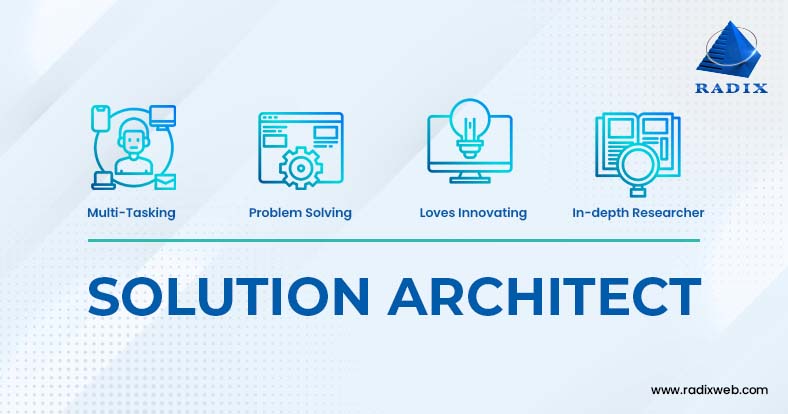 RADIX
Multi-Tasking
Problem Solving
Loves Innovating
In-depth Researcher
SOLUTION ARCHITECT
www.radixweb.com